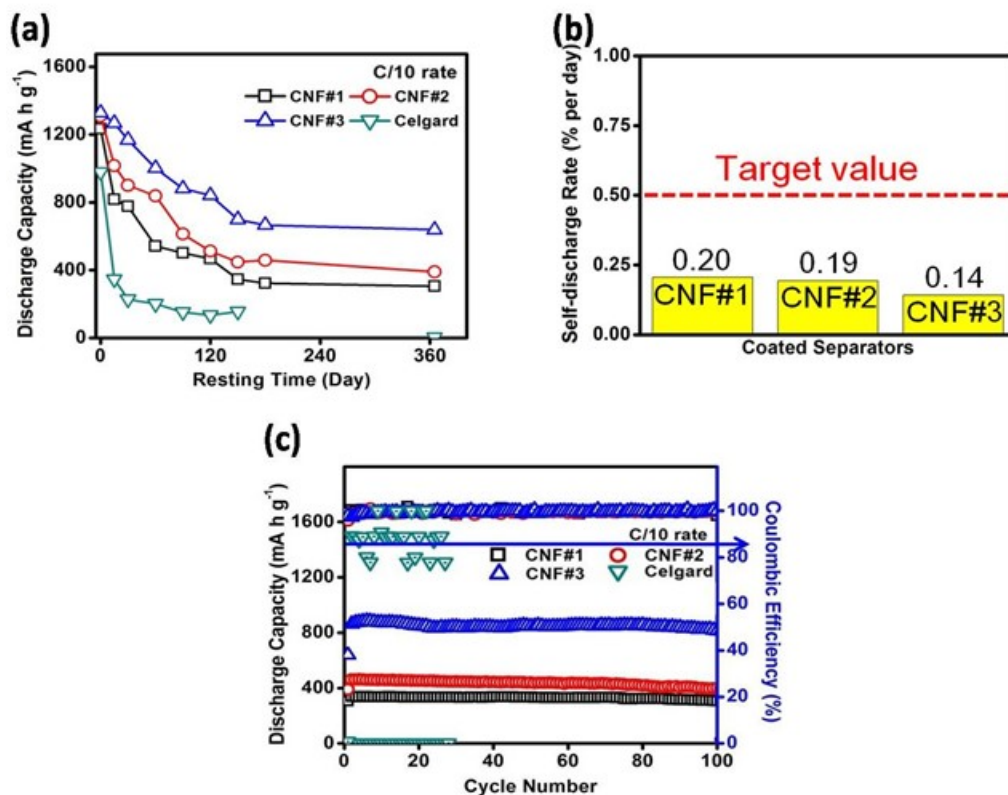 (a)
1600
1200
800
400
0
Discharge Capacity (mA h g⁻¹)
C/10 rate
CNF#1 CNF#2
CNF#3 Celgard
0 120 240 360
Resting Time (Day)
(b)
1.00
0.75
0.50
0.25
0.00
Self-discharge Rate (% per day)
Target value
0.20 0.19 0.14
CNF#1 CNF#2 CNF#3
Coated Separators
(c)
1600
1200
800
400
0
Discharge Capacity (mA h g⁻¹)
C/10 rate
CNF#1 CNF#2
CNF#3 Celgard
100
80
60
40
20
0
Coulombic Efficiency (%)
0 20 40 60 80 100
Cycle Number